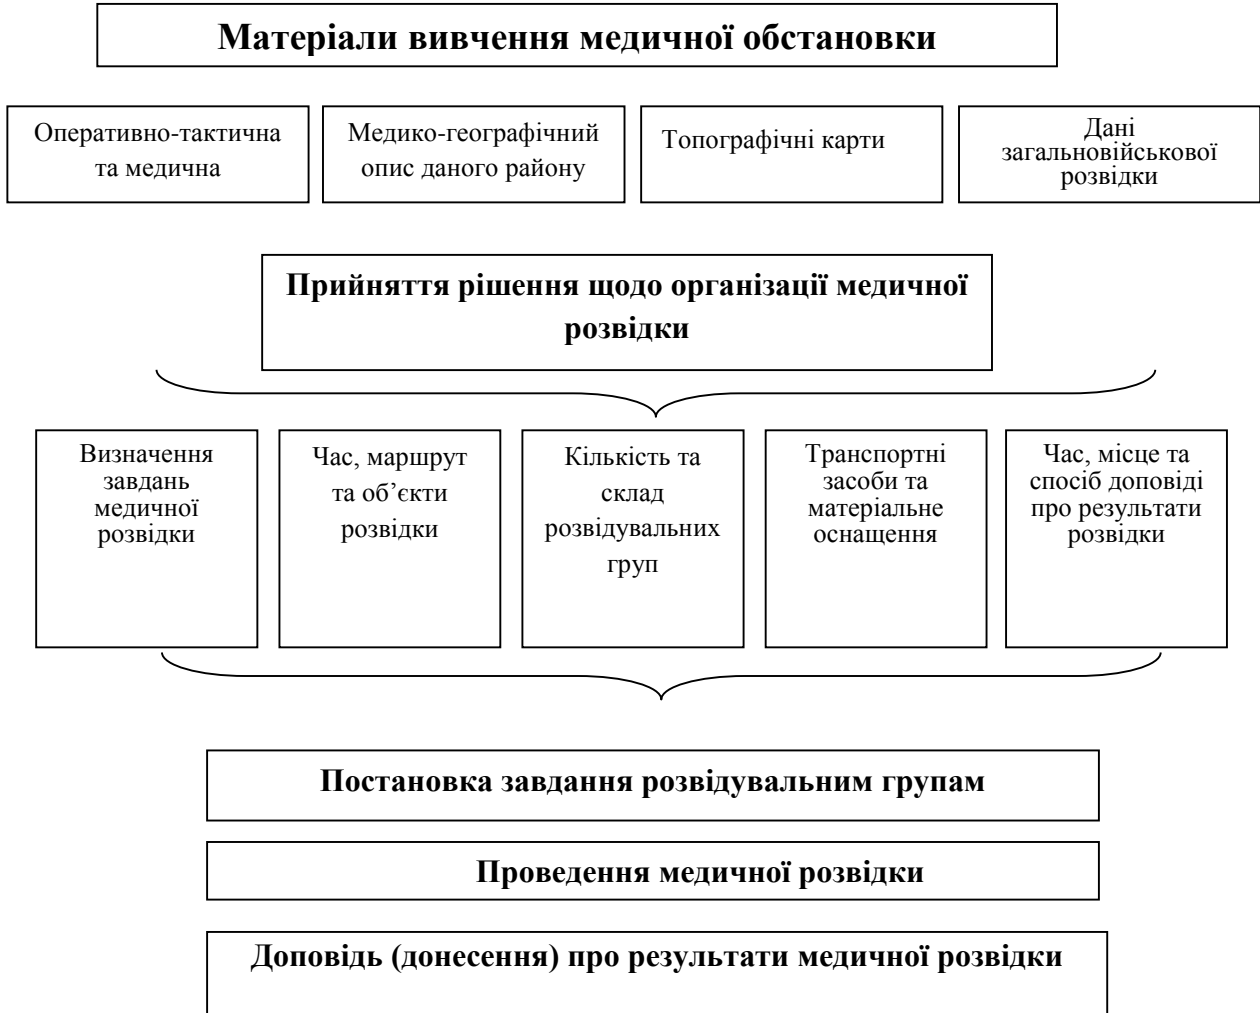 Матеріали вивчення медичної обстановки
Оперативно-тактична
та медична
Медико-географічний
опис даного району
Топографічні карти
Дані
загальновійськової
розвідки
Прийняття рішення щодо організації медичної
розвідки
Визначення
завдань
медичної
розвідки
Час, маршрут
та об’єкти
розвідки
Кількість та
склад
розвідувальних
груп
Транспортні
засоби та
матеріальне
оснащення
Час, місце та
спосіб доповіді
про результати
розвідки
Постановка завдання розвідувальним групам
Проведення медичної розвідки
Доповідь (донесення) про результати медичної розвідки